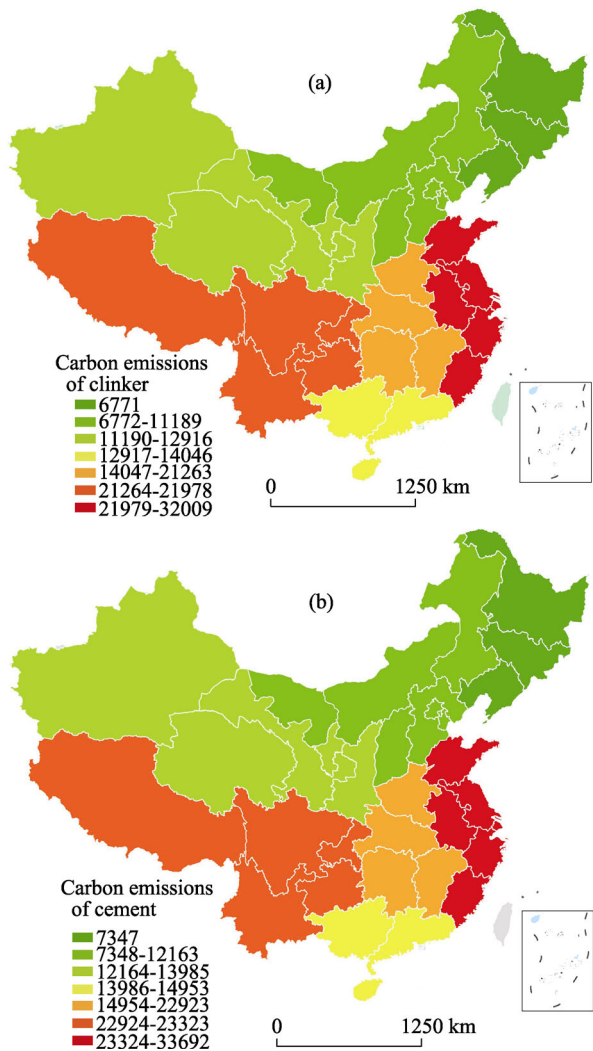 (a)
Carbon emissions
of clinker
6771
6772-11189
11190-12916
12917-14046
14047-21263
21264-21978
21979-32009
0 1250 km
(b)
Carbon emissions
of cement
7347
7348-12163
12164-13985
13986-14953
14954-22923
22924-23323
23324-33692
0 1250 km